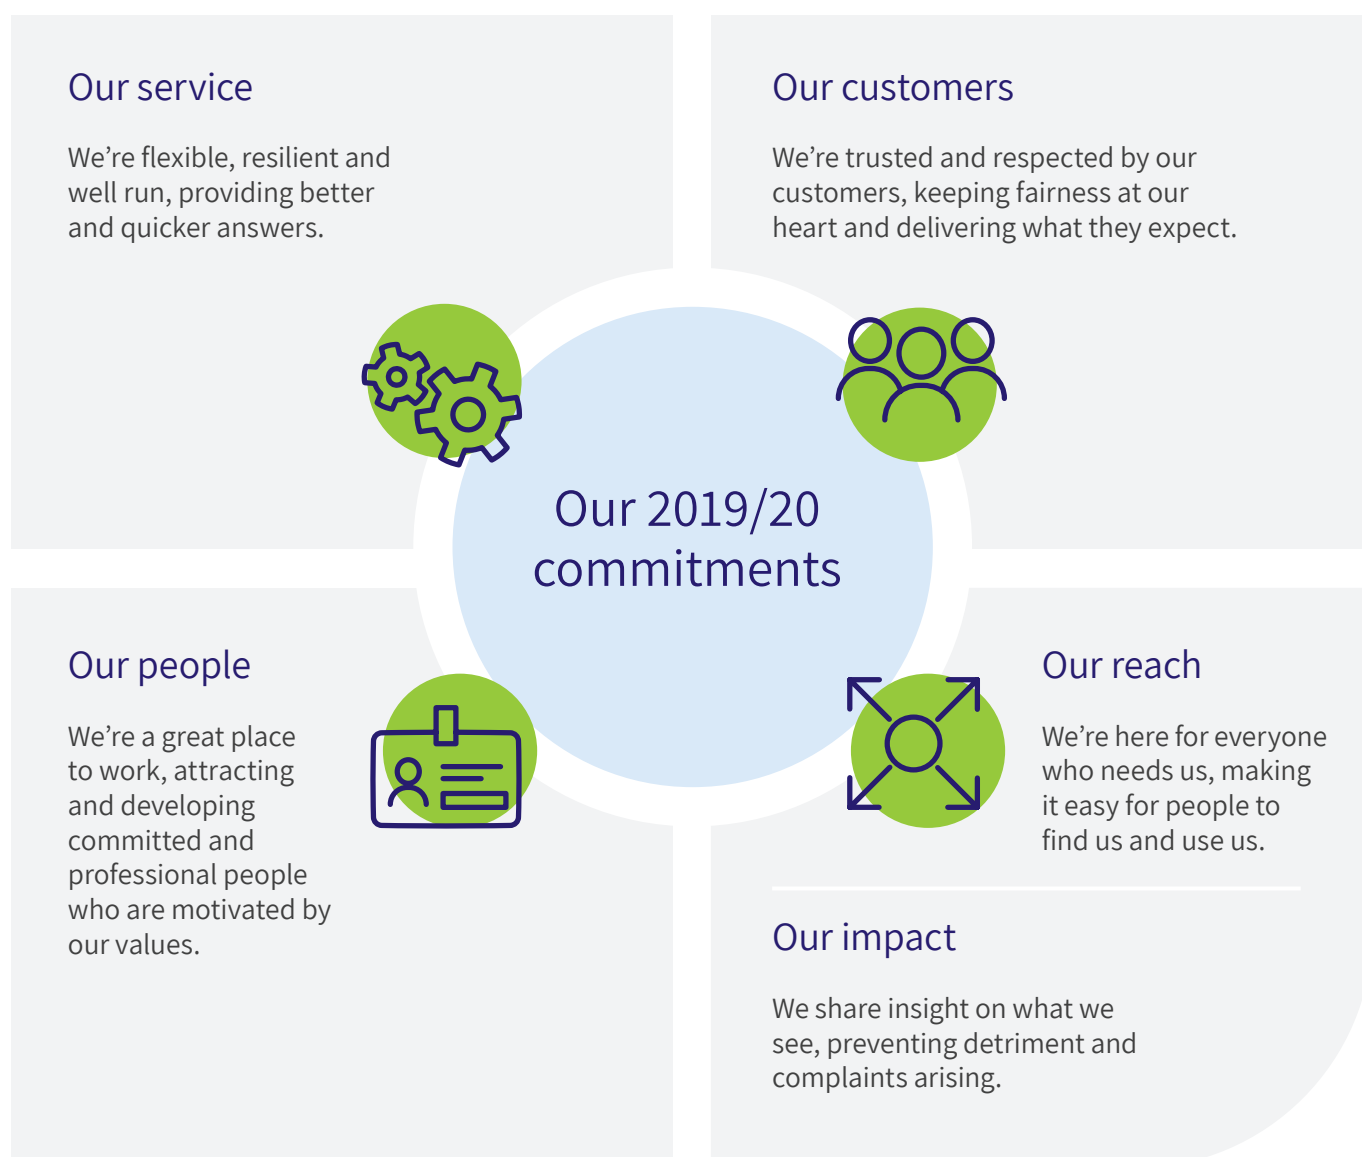 Our service
We’re flexible, resilient and
well run, providing better
and quicker answers.
Our customers
We’re trusted and respected by our
customers, keeping fairness at our
heart and delivering what they expect.
Our 2019/20
commitments
Our people
We’re a great place
to work, attracting
and developing
committed and
professional people
who are motivated by
our values.
Our reach
We’re here for everyone
who needs us, making
it easy for people to
find us and use us.
Our impact
We share insight on what we
see, preventing detriment and
complaints arising.